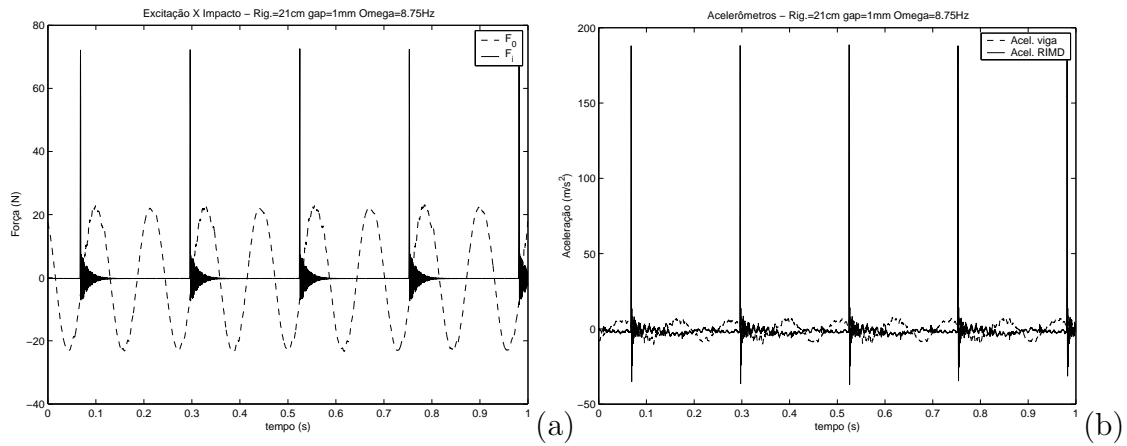 Excitação X Impacto − Rig.=21cm gap=1mm Omega=8.75Hz
80
60
40
20
0
−20
−40
Força (N)
F0
Fi
0 0.1 0.2 0.3 0.4 0.5 0.6 0.7 0.8 0.9 1
tempo (s)
(a)
Acelerômetros − Rig.=21cm gap=1mm Omega=8.75Hz
200
150
100
50
0
−50
Aceleração (m/s2)
Acel. viga
Acel. RIMD
0 0.1 0.2 0.3 0.4 0.5 0.6 0.7 0.8 0.9 1
tempo (s)
(b)